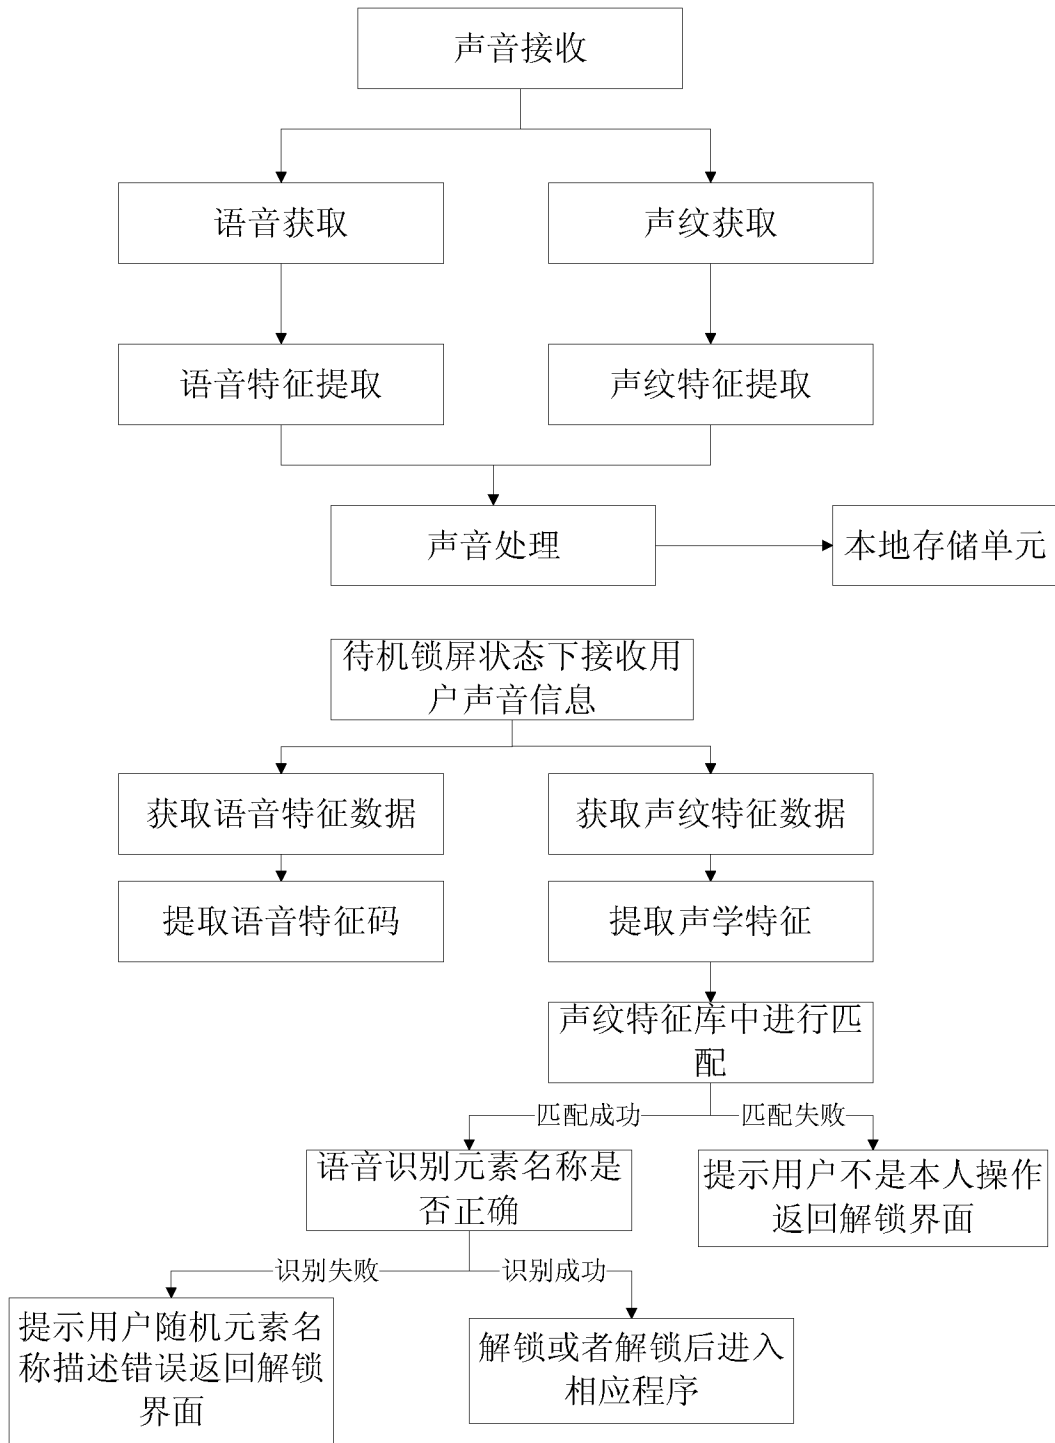 声音接收
语音获取
声纹获取
语音特征提取
声纹特征提取
声音处理
本地存储单元
待机锁屏状态下接收用
户声音信息
获取语音特征数据
获取声纹特征数据
提取语音特征码
提取声学特征
声纹特征库中进行匹
配
匹配成功
匹配失败
语音识别元素名称是
否正确
提示用户不是本人操作
返回解锁界面
识别失败
识别成功
提示用户随机元素名
称描述错误返回解锁
界面
解锁或者解锁后进入
相应程序